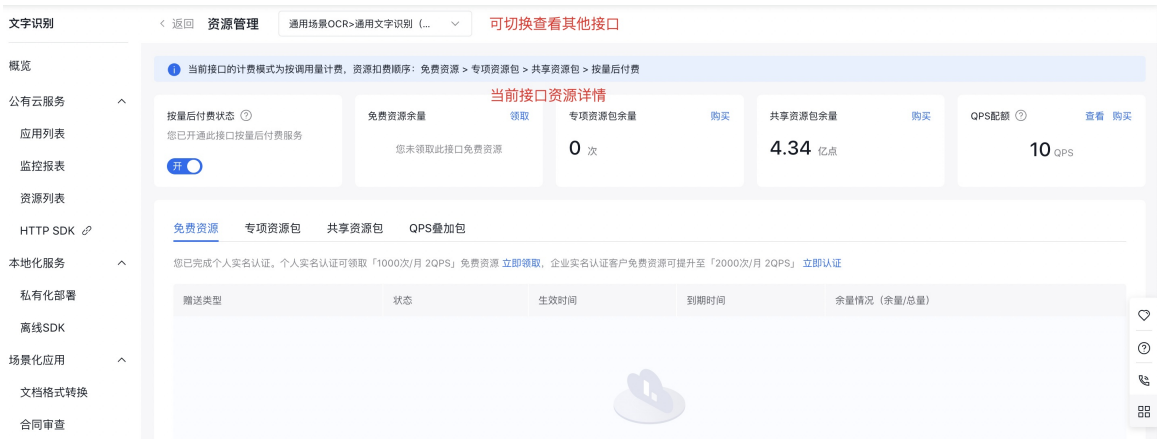 文字识别
返回 资源管理 通用场景OCR>通用文字识别（... 可切换查看其他接口
概览
当前接口的计费模式为按调用量计费，资源扣费顺序：免费资源 > 专项资源包 > 共享资源包 > 按量后付费
当前接口资源详情
公有云服务
应用列表
监控报表
资源列表
HTTP SDK
本地化服务
私有化部署
离线SDK
场景化应用
文档格式转换
合同审查
按量后付费状态
您已开通此接口按量后付费服务
开
免费资源余量 领取
您未领取此接口免费资源
专项资源包余量 购买
0 次
共享资源包余量 购买
4.34 亿点
QPS配额 查看 购买
10 QPS
免费资源 专项资源包 共享资源包 QPS叠加包
您已完成个人实名认证。个人实名认证可领取「1000次/月 2QPS」免费资源 立即领取，企业实名认证客户免费资源可提升至「2000次/月 2QPS」 立即认证
赠送类型 状态 生效时间 到期时间 余量情况（余量/总量）